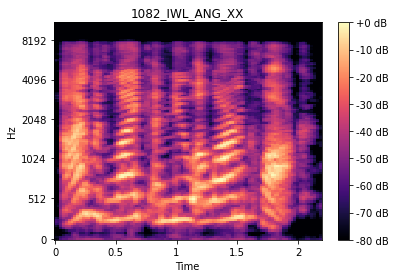 1082_IWL_ANG_XX
+0 dB
8192
-10 dB
4096
-20 dB
-30 dB
2048
Hz
-40 dB
1024
-50 dB
512
-60 dB
-70 dB
0
-80 dB
0 0.5 1 1.5 2
Time